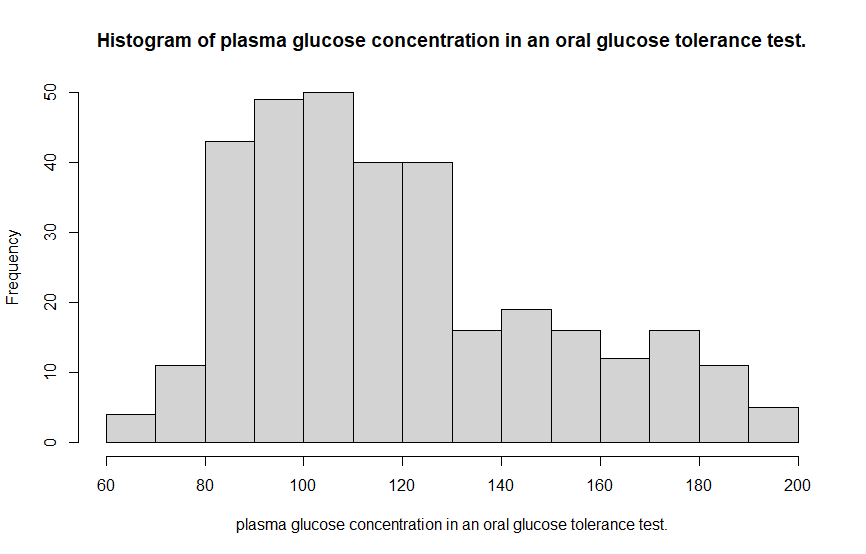 Histogram of plasma glucose concentration in an oral glucose tolerance test.
Frequency
50
40
30
20
10
0
60 80 100 120 140 160 180 200
plasma glucose concentration in an oral glucose tolerance test.